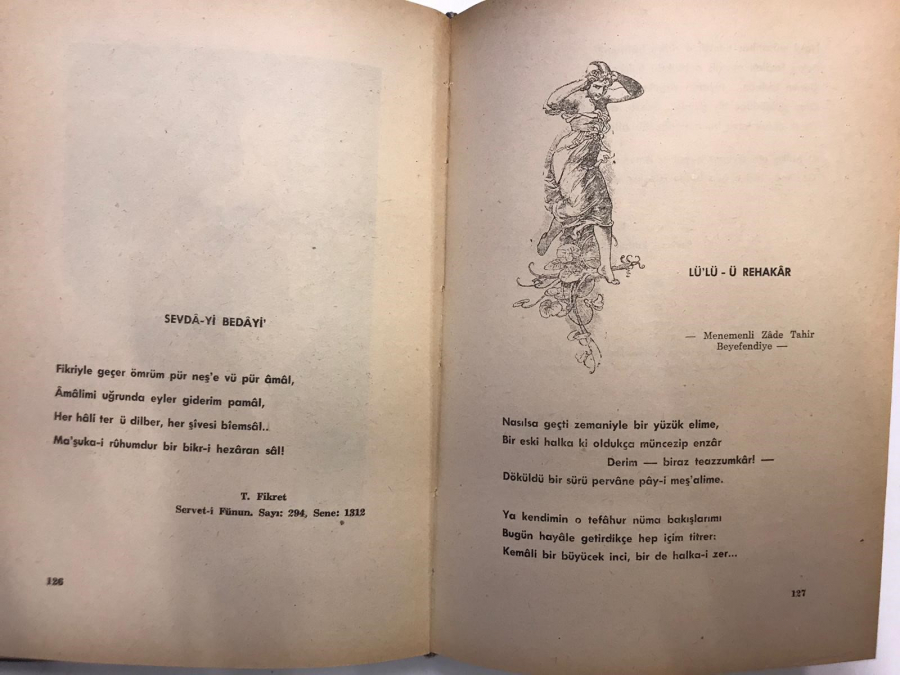 SEVDÂ-Yİ BEDÂYİ'
Fikriyle geçer ömrüm pür neş'e vü pür âmâl,
Âmâlimi uğrunda eyler giderim pamâl,
Her hâli ter ü dilber, her şivesi bîemsâl..
Ma'şuka-i rûhumdur bir bikr-i hezâran sâl!
T. Fikret
Servet-i Fünun. Sayı: 294, Sene: 1312
126
LÜ'LÜ - Ü REHAKÂR
— Menemenli Zâde Tahir
Beyefendiye —
Nasılsa geçti zemaniyle bir yüzük elime,
Bir eski halka ki oldukça müncezip enzâr
Derim — biraz teazzumkâr! —
Döküldü bir sürü pervâne pây-i meş'alime.
Ya kendimin o tefâhur nüma bakışlarımı
Bugün hayâle getirdikçe hep içim titrer:
Kemâli bir büyücek inci, bir de halka-i zer...
127